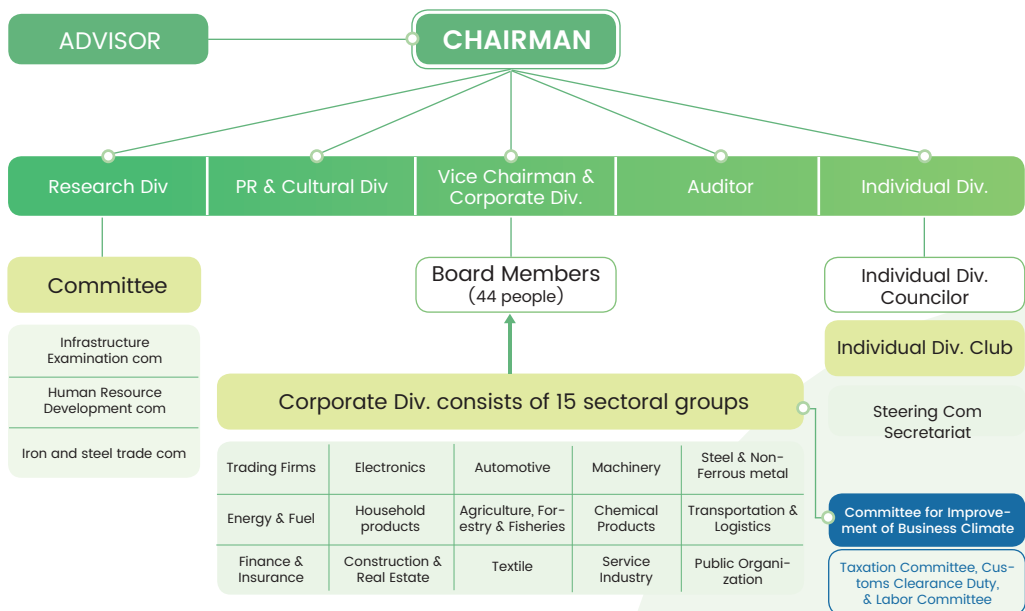 ADVISOR
CHAIRMAN
Research Div
PR & Cultural Div
Vice Chairman &
Corporate Div.
Auditor
Individual Div.
Committee
Infrastructure
Examination com
Human Resource
Development com
Iron and steel trade com
Board Members
(44 people)
Individual Div.
Councilor
Individual Div. Club
Steering Com
Secretariat
Corporate Div. consists of 15 sectoral groups
Trading Firms
Electronics
Automotive
Machinery
Steel & Non-
Ferrous metal
Energy & Fuel
Household
products
Agriculture, For-
estry & Fisheries
Chemical
Products
Transportation &
Logistics
Finance &
Insurance
Construction &
Real Estate
Textile
Service
Industry
Public Organi-
zation
Committee for Improve-
ment of Business Climate
Taxation Committee, Cus-
toms Clearance Duty,
& Labor Committee